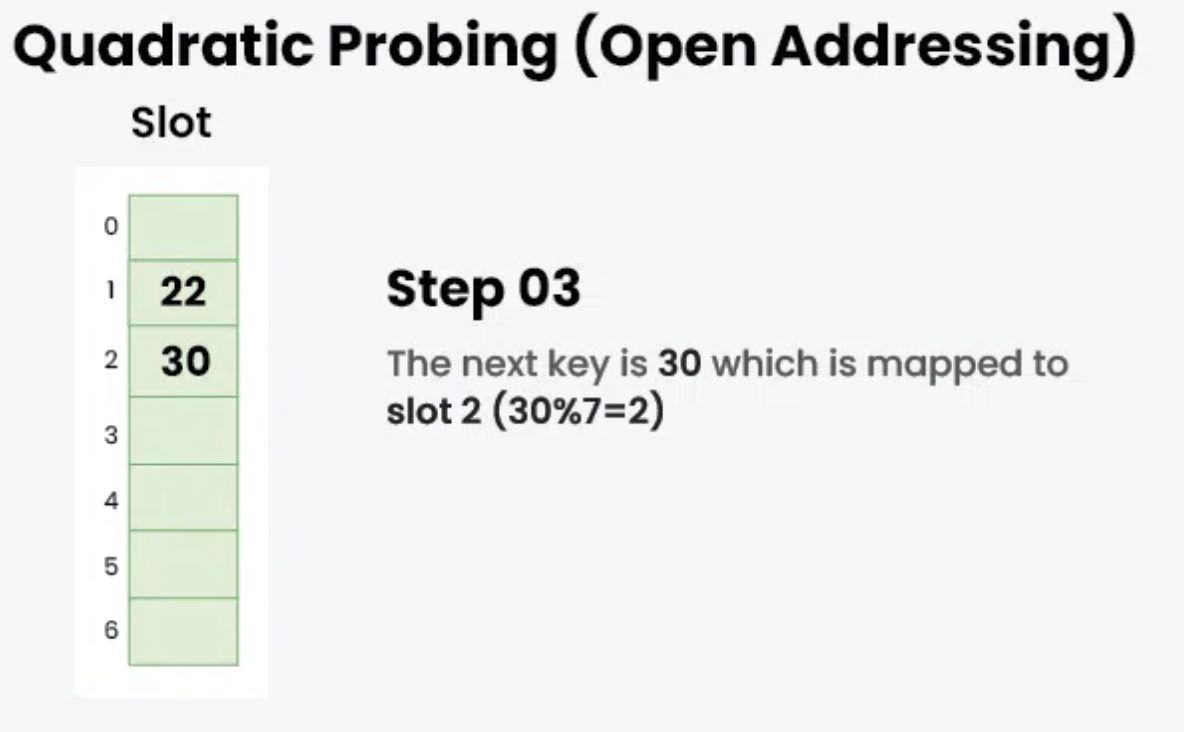 Quadratic Probing (Open Addressing)
Slot
0
1 22
2 30
3
4
5
6
Step 03
The next key is 30 which is mapped to
slot 2 (30%7=2)